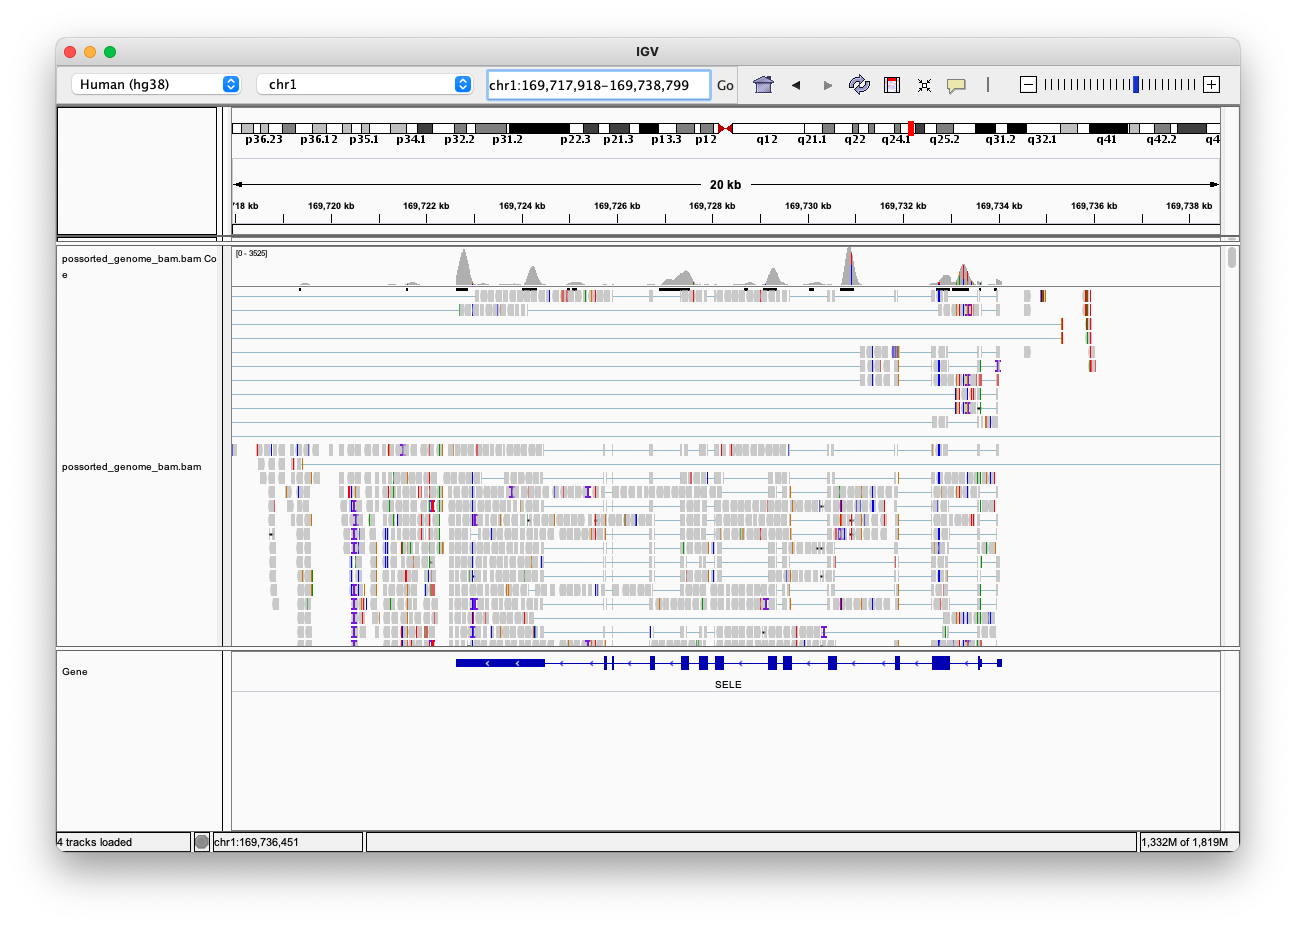 IGV
Human (hg38) chr1 chr1:169,717,918-169,738,799 Go
p36.23 p36.12 p35.1 p34.1 p32.2 p31.2 p22.3 p21.3 p13.3 p12 q12 q21.1 q22 q24.1 q25.2 q31.2 q32.1 q41 q42.2 q4
20 kb
'18 kb 169,720 kb 169,722 kb 169,724 kb 169,726 kb 169,728 kb 169,730 kb 169,732 kb 169,734 kb 169,736 kb 169,738 kb
possorted_genome_bam.bam Co
e
[0 - 3525]
possorted_genome_bam.bam
Gene
SELE
4 tracks loaded chr1:169,736,451 1,332M of 1,819M